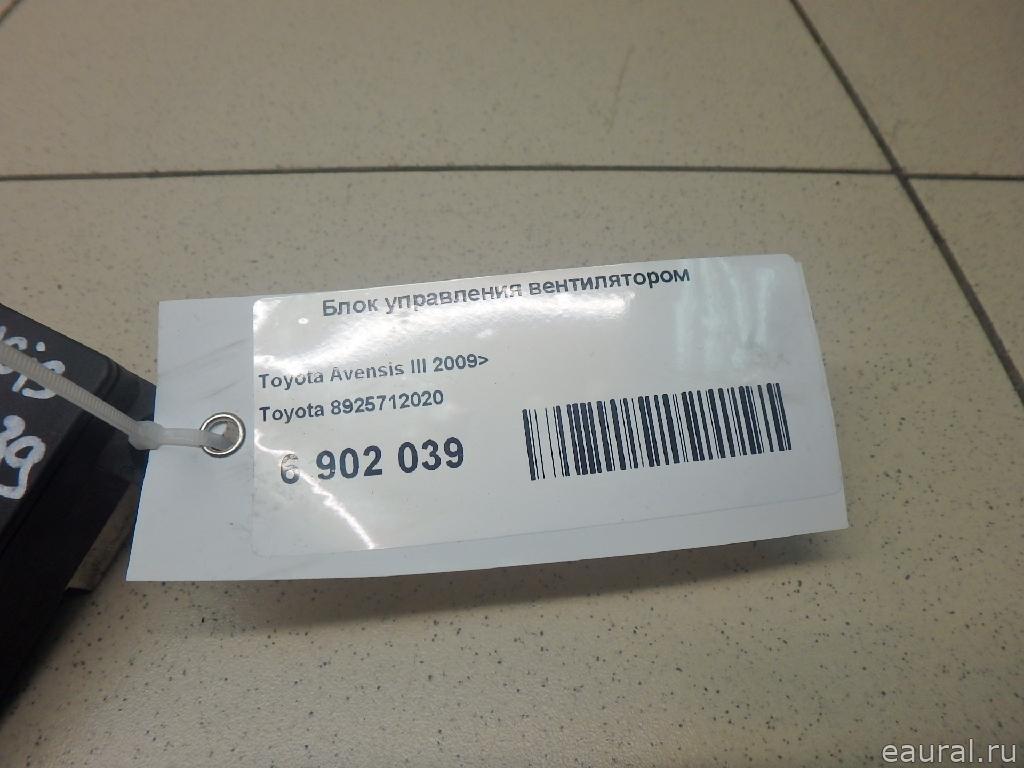 Блок управления вентилятором
Toyota Avensis III 2009>
Toyota 8925712020
6 902 039
eaural.ru